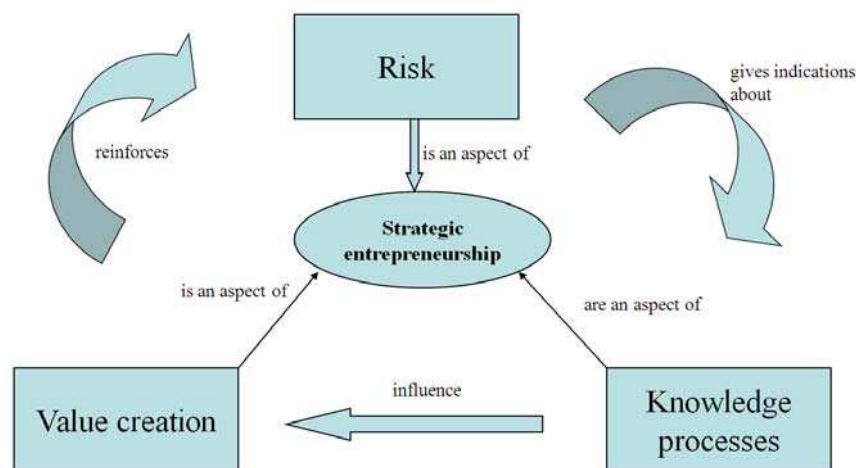 Risk
gives indications
about
reinforces
is an aspect of
Strategic
entrepreneurship
is an aspect of
are an aspect of
influence
Value creation
Knowledge
processes